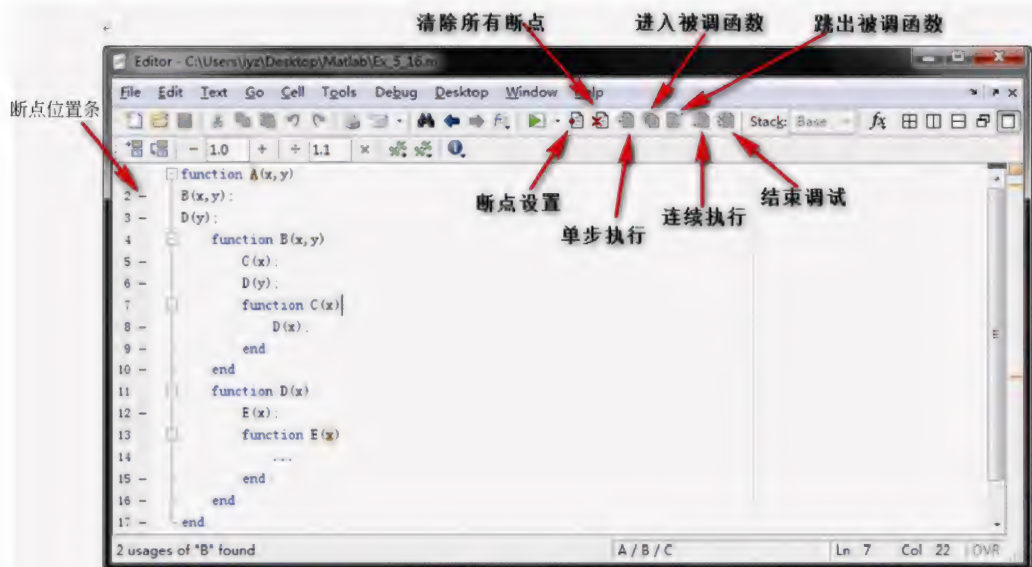 清除所有断点 进入被调函数 跳出被调函数
Editor - C:\Users\lyz\Desktop\Matlab\Ex_5_16.m
File Edit Text Go Cell Tools Debug Desktop Window Help
断点位置条
Stack: Base fx
- 1.0 + ÷ 1.1 ×
断点设置 单步执行 连续执行 结束调试
function A(x,y)
2 - B(x,y);
3 - D(y);
4 function B(x,y)
5 - C(x);
6 - D(y);
7 function C(x)
8 - D(x);
9 - end
10 - end
11 function D(x)
12 - E(x);
13 function E(x)
14 ...
15 - end
16 - end
17 - end
2 usages of "B" found A / B / C Ln 7 Col 22 OVR